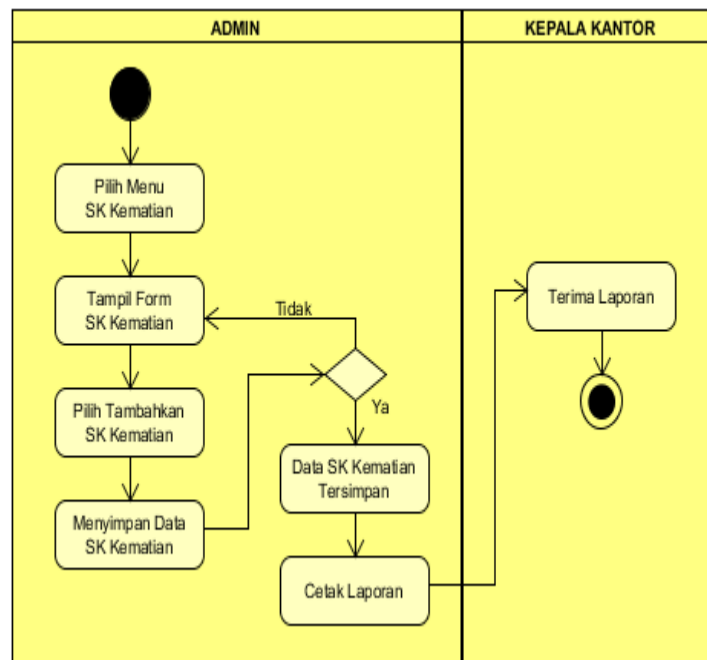 ADMIN
KEPALA KANTOR
Pilih Menu
SK Kematian
Tampil Form
SK Kematian
Tidak
Pilih Tambahkan
SK Kematian
Menyimpan Data
SK Kematian
Ya
Data SK Kematian
Tersimpan
Cetak Laporan
Terima Laporan